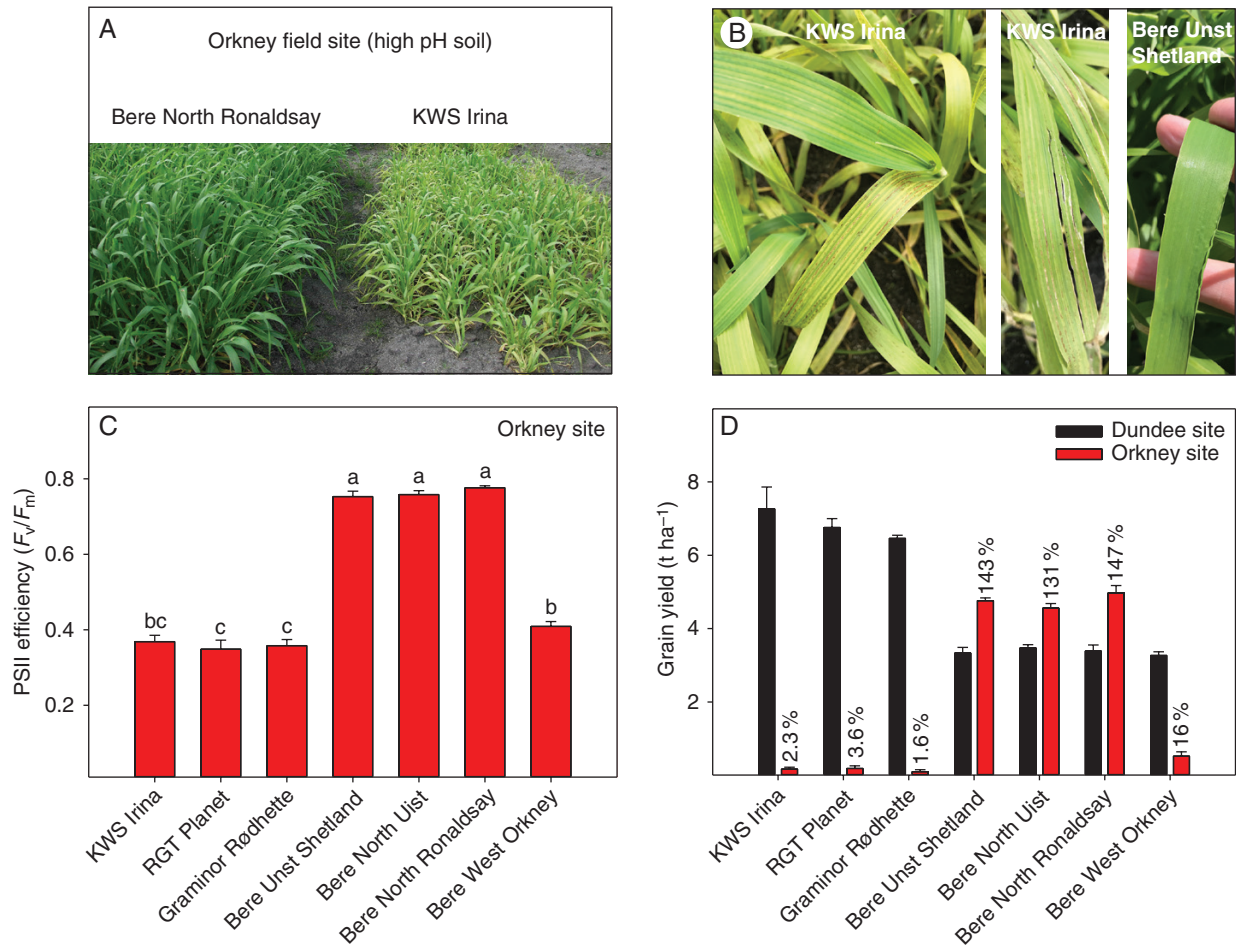 A
Orkney field site (high pH soil)
Bere North Ronaldsay
KWS Irina
B
KWS Irina
KWS Irina
Bere Unst
Shetland
C
Orkney site
PSII efficiency (Fv/Fm)
0.8
0.6
0.4
0.2
bc
c
c
a
a
a
b
KWS Irina
RGT Planet
Graminor Rødhette
Bere Unst Shetland
Bere North Uist
Bere North Ronaldsay
Bere West Orkney
D
Dundee site
Orkney site
Grain yield (t ha⁻¹)
8
6
4
2
2.3 %
3.6 %
1.6 %
143 %
131 %
147 %
16 %
KWS Irina
RGT Planet
Graminor Rødhette
Bere Unst Shetland
Bere North Uist
Bere North Ronaldsay
Bere West Orkney